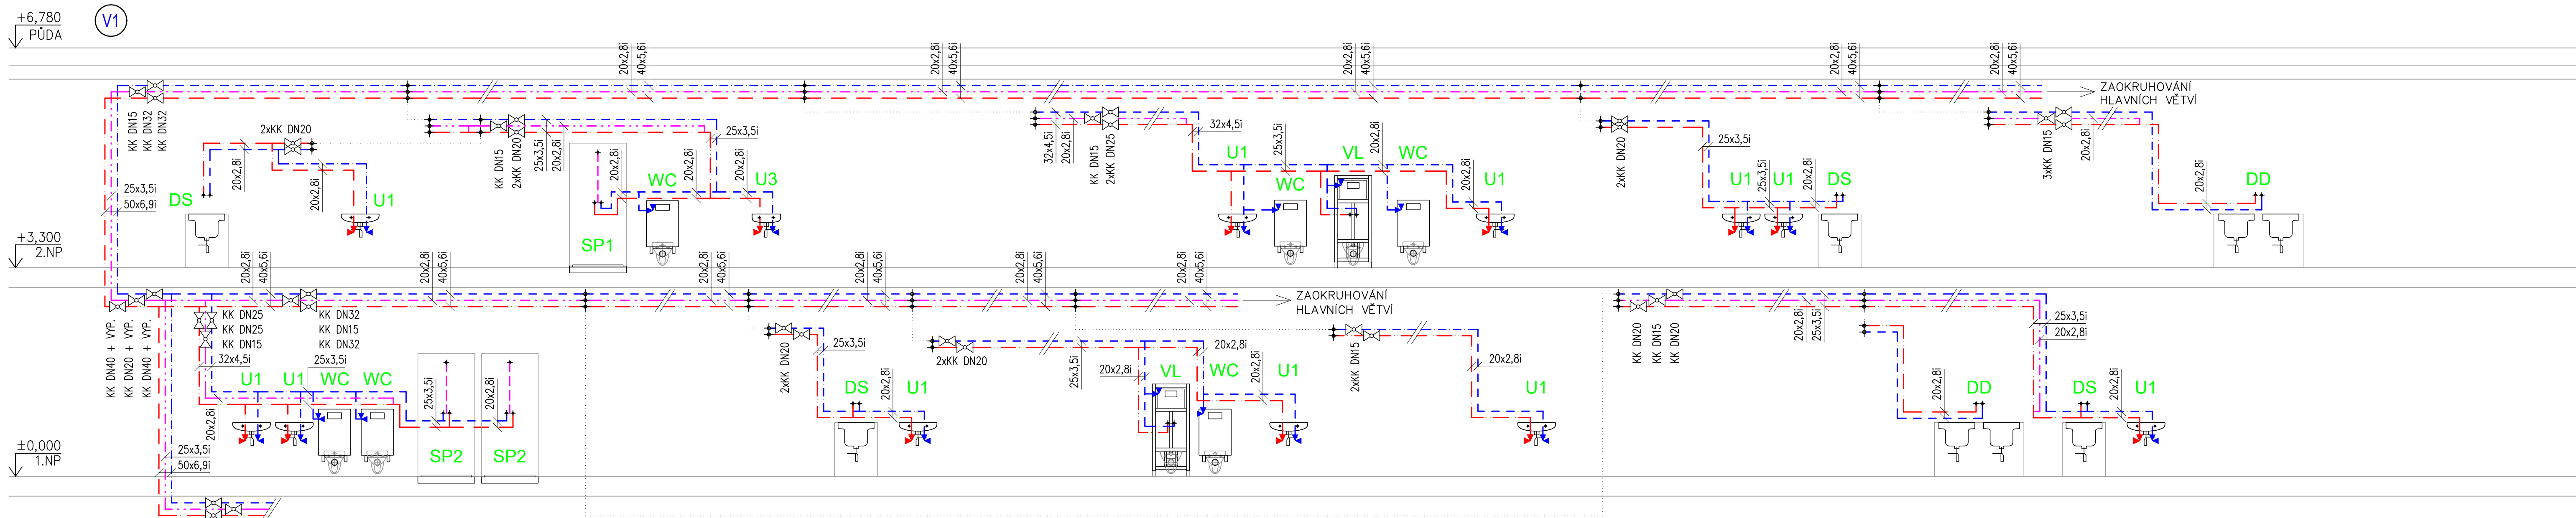 +6,780
PŮDA
V1
20x2,8i
40x5,6i
20x2,8i
40x5,6i
20x2,8i
40x5,6i
20x2,8i
40x5,6i
20x2,8i
40x5,6i
ZAOKRUHOVÁNÍ
HLAVNÍCH VĚTVÍ
KK DN15
KK DN32
KK DN32
2xKK DN20
20x2,8i
20x2,8i
25x3,5i
50x6,9i
DS
U1
KK DN15
2xKK DN20
25x3,5i
20x2,8i
25x3,5i
20x2,8i
WC
20x2,8i
20x2,8i
U3
SP1
32x4,5i
20x2,8i
KK DN15
2xKK DN25
32x4,5i
U1
25x3,5i
WC
VL
20x2,8i
WC
20x2,8i
U1
2xKK DN20
25x3,5i
U1
25x3,5i
U1
20x2,8i
DS
3xKK DN15
20x2,8i
20x2,8i
DD
+3,300
2.NP
20x2,8i
40x5,6i
20x2,8i
40x5,6i
20x2,8i
40x5,6i
20x2,8i
40x5,6i
20x2,8i
40x5,6i
20x2,8i
40x5,6i
ZAOKRUHOVÁNÍ
HLAVNÍCH VĚTVÍ
KK DN40 + VYP.
KK DN20 + VYP.
KK DN40 + VYP.
KK DN25
KK DN25
KK DN15
KK DN32
KK DN15
KK DN32
32x4,5i
25x3,5i
U1
U1
WC
WC
20x2,8i
25x3,5i
20x2,8i
SP2
SP2
2xKK DN20
25x3,5i
DS
20x2,8i
U1
2xKK DN20
25x3,5i
20x2,8i
VL
20x2,8i
WC
20x2,8i
U1
2xKK DN15
20x2,8i
U1
KK DN20
KK DN15
KK DN20
20x2,8i
25x3,5i
25x3,5i
20x2,8i
20x2,8i
DD
DS
20x2,8i
U1
±0,000
1.NP
25x3,5i
50x6,9i